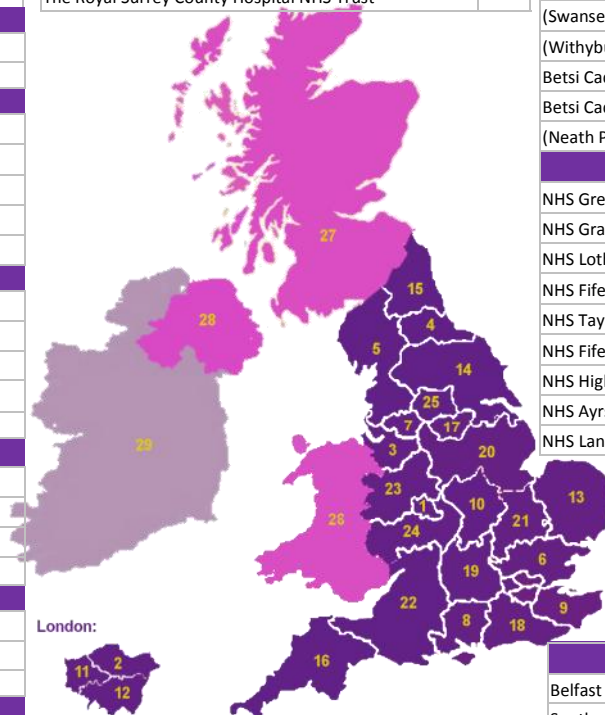 The Royal Surrey County Hospital NHS Trust
(Swanse
(Withybu
Betsi Cad
Betsi Cad
(Neath P
NHS Gre
NHS Gra
NHS Loth
NHS Fife
NHS Tay
NHS Fife
NHS High
NHS Ayr
NHS Lan
27
15
28
4
5
14
25
7
17
29
3
20
23
10
13
1
26
21
24
6
19
22
9
8
18
London:
16
11
2
12
Belfast